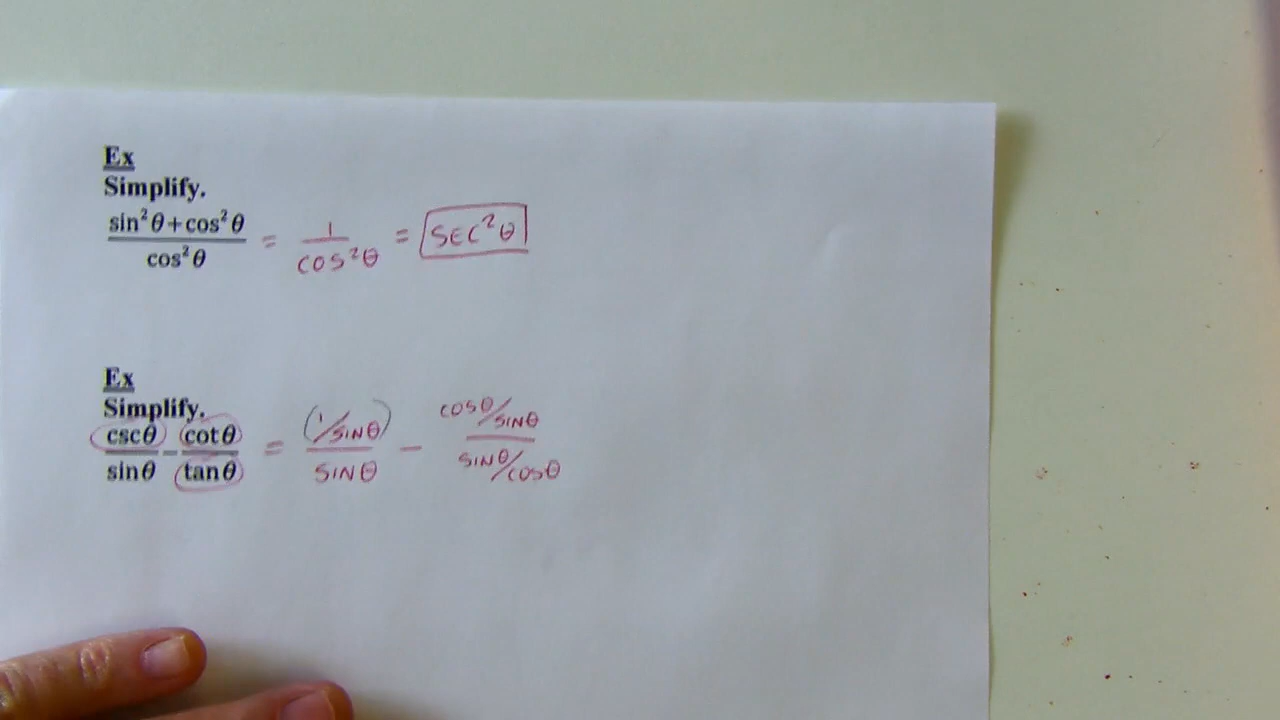 Ex
Simplify.
(sin²θ+cos²θ)/cos²θ = 1/COS²θ = SEC²θ
Ex
Simplify.
cscθ/sinθ - cotθ/tanθ = (1/SINθ)/SINθ - (COSθ/SINθ)/(SINθ/COSθ)